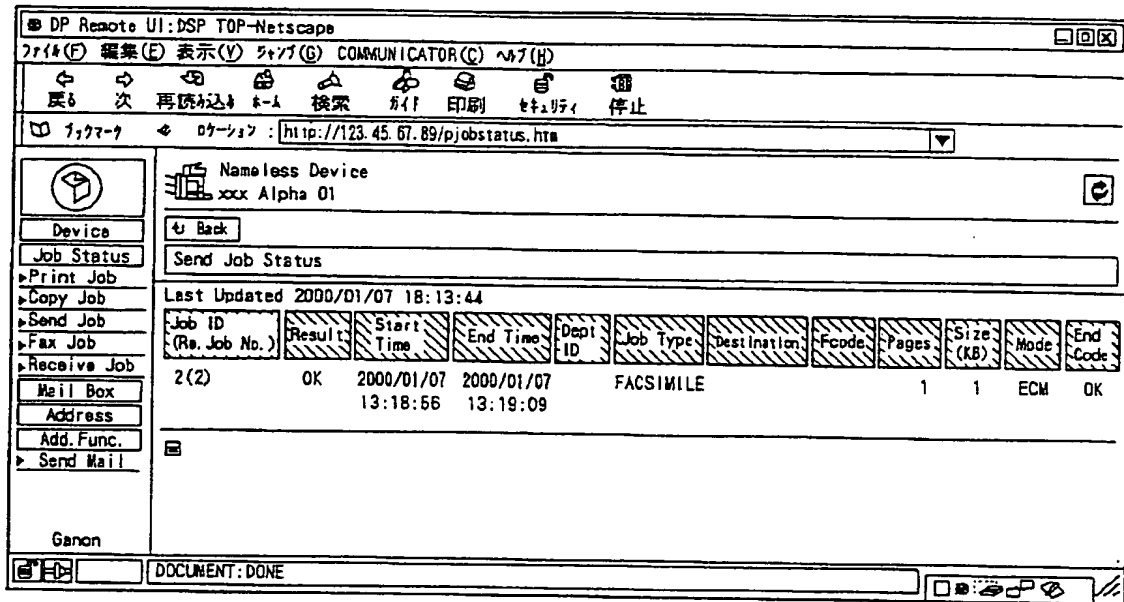 DP Remote UI:DSP TOP-Netscape
ファイル(F) 編集(E) 表示(V) ジャンプ(G) COMMUNICATOR(C) ヘルプ(H)
戻る 次 再読み込み ホーム 検索 ガイド 印刷 セキュリティ 停止
ブックマーク ロケーション : http://123.45.67.89/pjobstatus.htm
Nameless Device
xxx Alpha 01
Device
Back
Job Status
Send Job Status
▶Print Job
▶Copy Job
▶Send Job
▶Fax Job
▶Receive Job
Mail Box
Address
Add.Func.
▶ Send Mail
Ganon
Last Updated 2000/01/07 18:13:44
Job ID (Re.Job No.) Result Start Time End Time Dept ID Job Type Destination Fcode Pages Size (KB) Mode End Code
2(2) OK 2000/01/07 2000/01/07 FACSIMILE 1 1 ECM OK
13:18:56 13:19:09
DOCUMENT:DONE